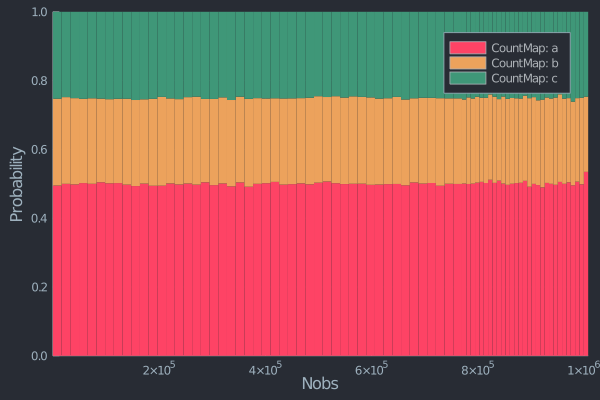 1.0
0.8
0.6
0.4
0.2
0.0
Probability
CountMap: a
CountMap: b
CountMap: c
2×10⁵
4×10⁵
6×10⁵
8×10⁵
1×10⁶
Nobs